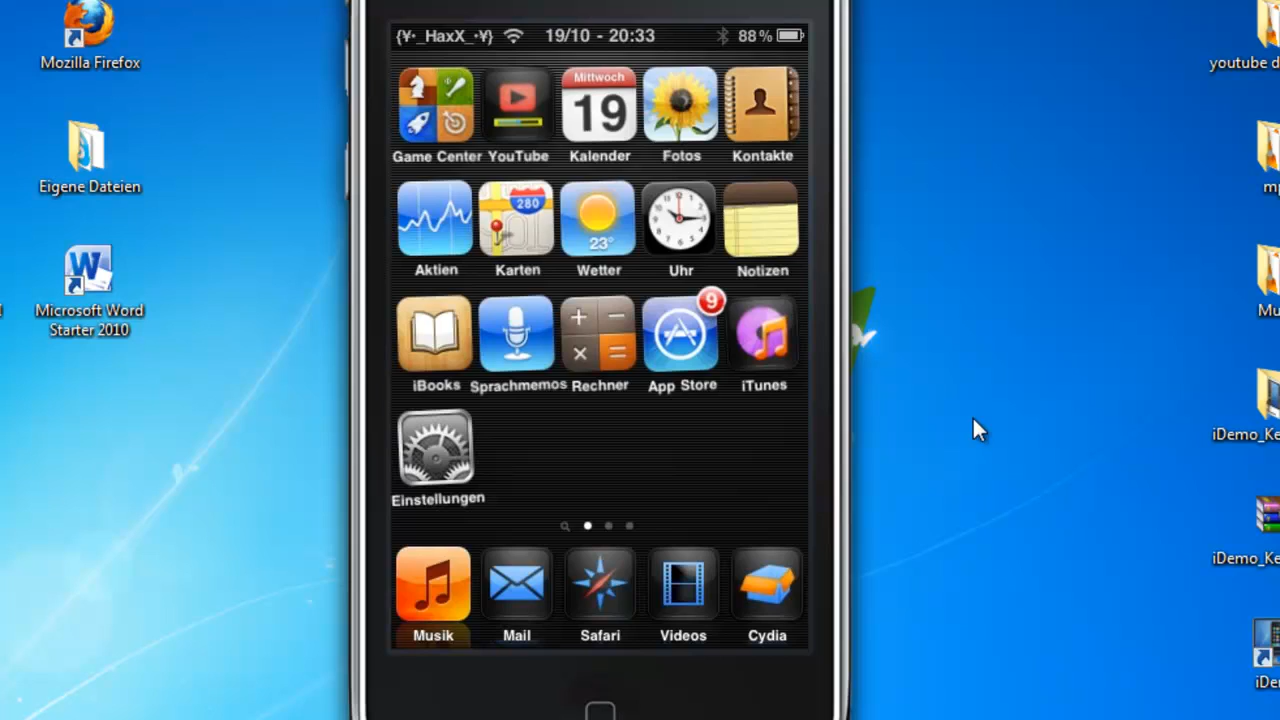 Mozilla Firefox
Eigene Dateien
Microsoft Word
Starter 2010
{¥·_HaxX_·¥} 19/10 - 20:33 88%
Mittwoch
19
Game Center YouTube Kalender Fotos Kontakte
280
23°
Aktien Karten Wetter Uhr Notizen
9
iBooks Sprachmemos Rechner App Store iTunes
Einstellungen
Musik Mail Safari Videos Cydia
youtube d
m
Mu
iDemo_Ke
iDemo_Ke
iDe